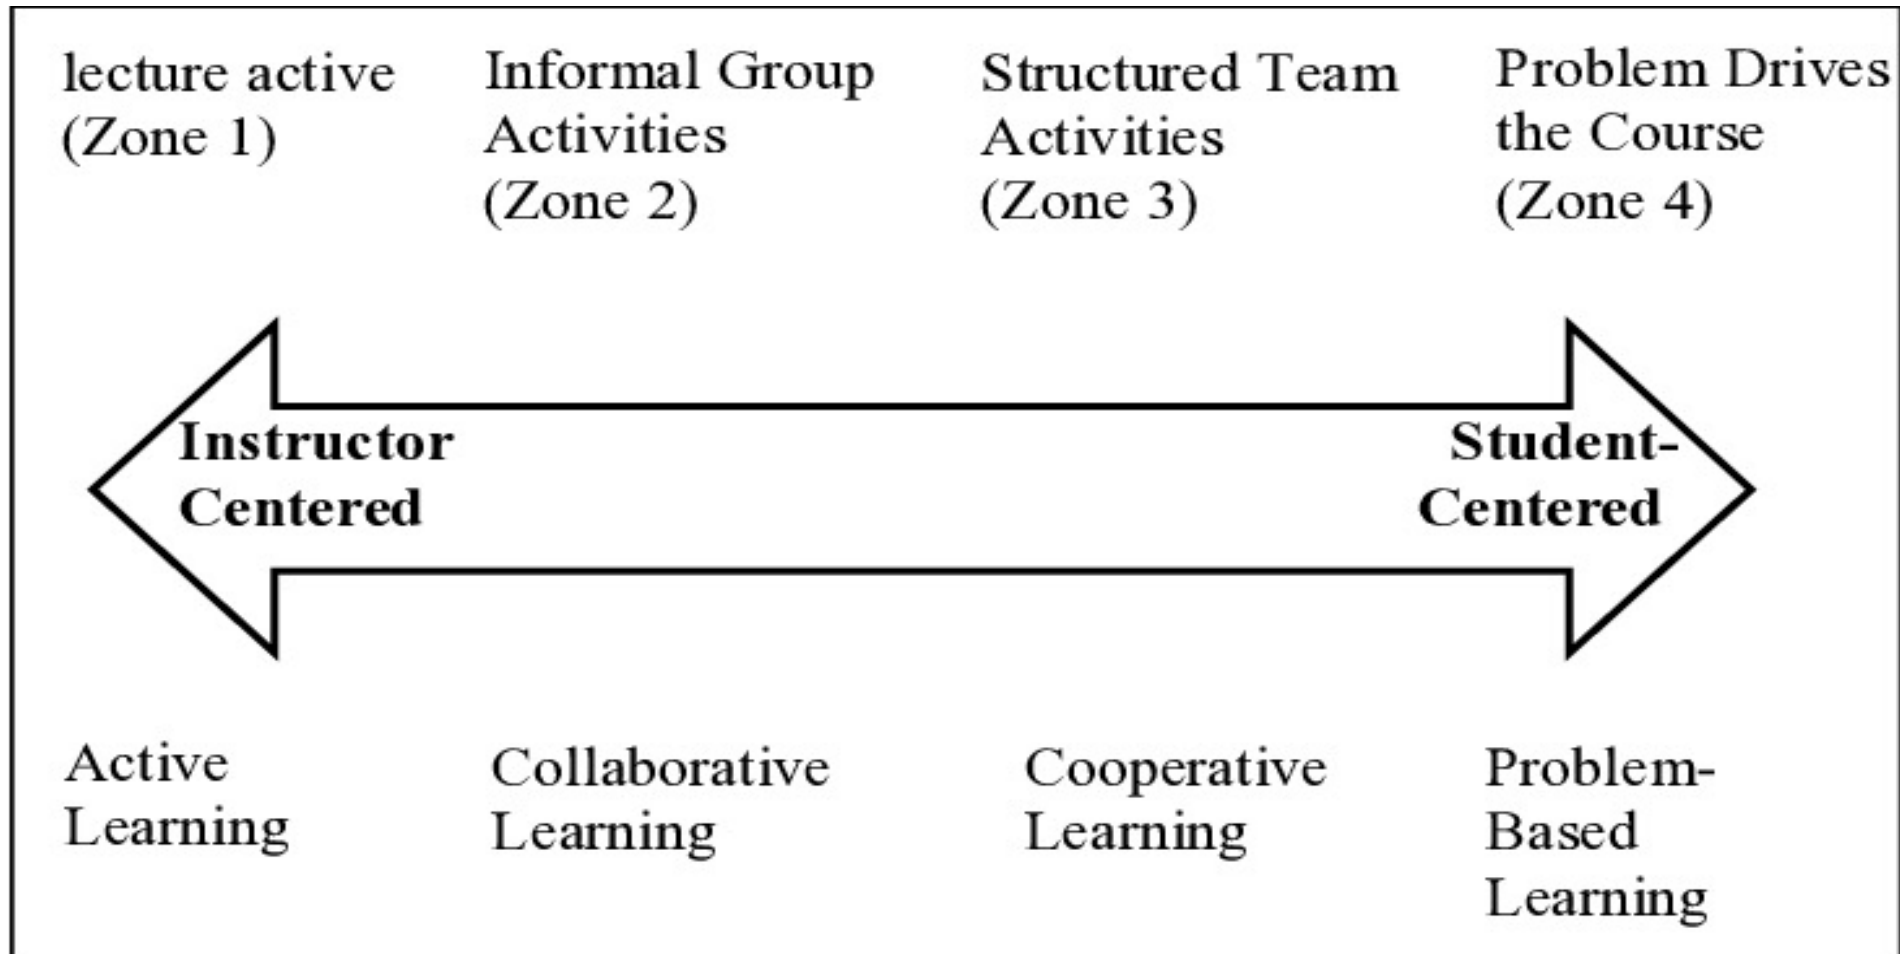 lecture active
(Zone 1)
Informal Group
Activities
(Zone 2)
Structured Team
Activities
(Zone 3)
Problem Drives
the Course
(Zone 4)
Instructor
Centered
Student-
Centered
Active
Learning
Collaborative
Learning
Cooperative
Learning
Problem-
Based
Learning